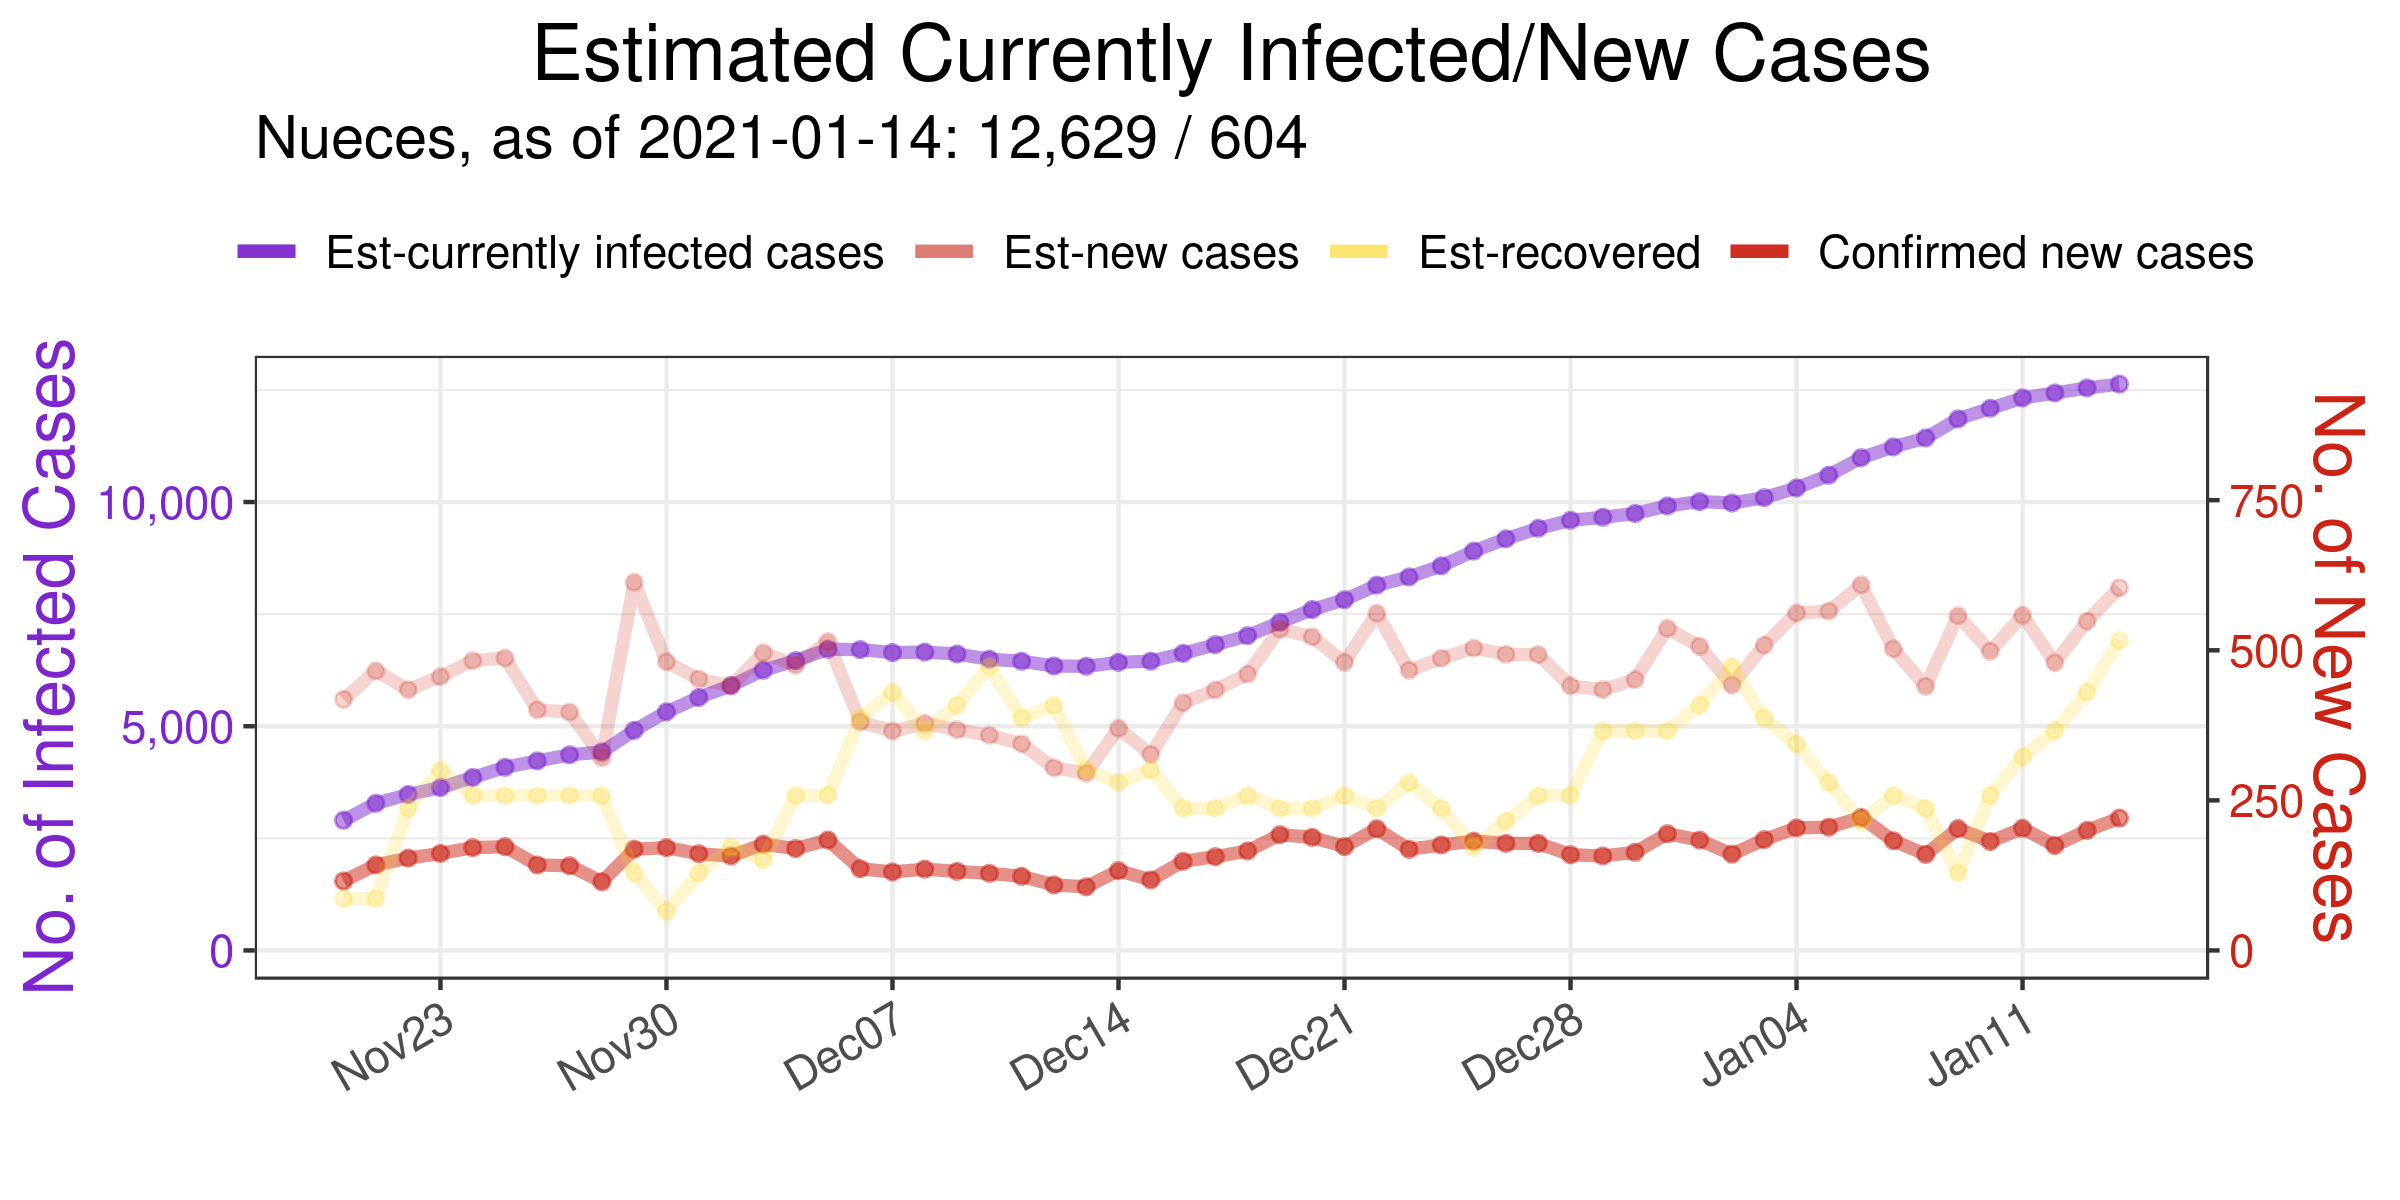 Estimated Currently Infected/New Cases
Nueces, as of 2021-01-14: 12,629 / 604
Est-currently infected cases Est-new cases Est-recovered Confirmed new cases
No. of Infected Cases
10,000
5,000
0
No. of New Cases
750
500
250
0
Nov23 Nov30 Dec07 Dec14 Dec21 Dec28 Jan04 Jan11